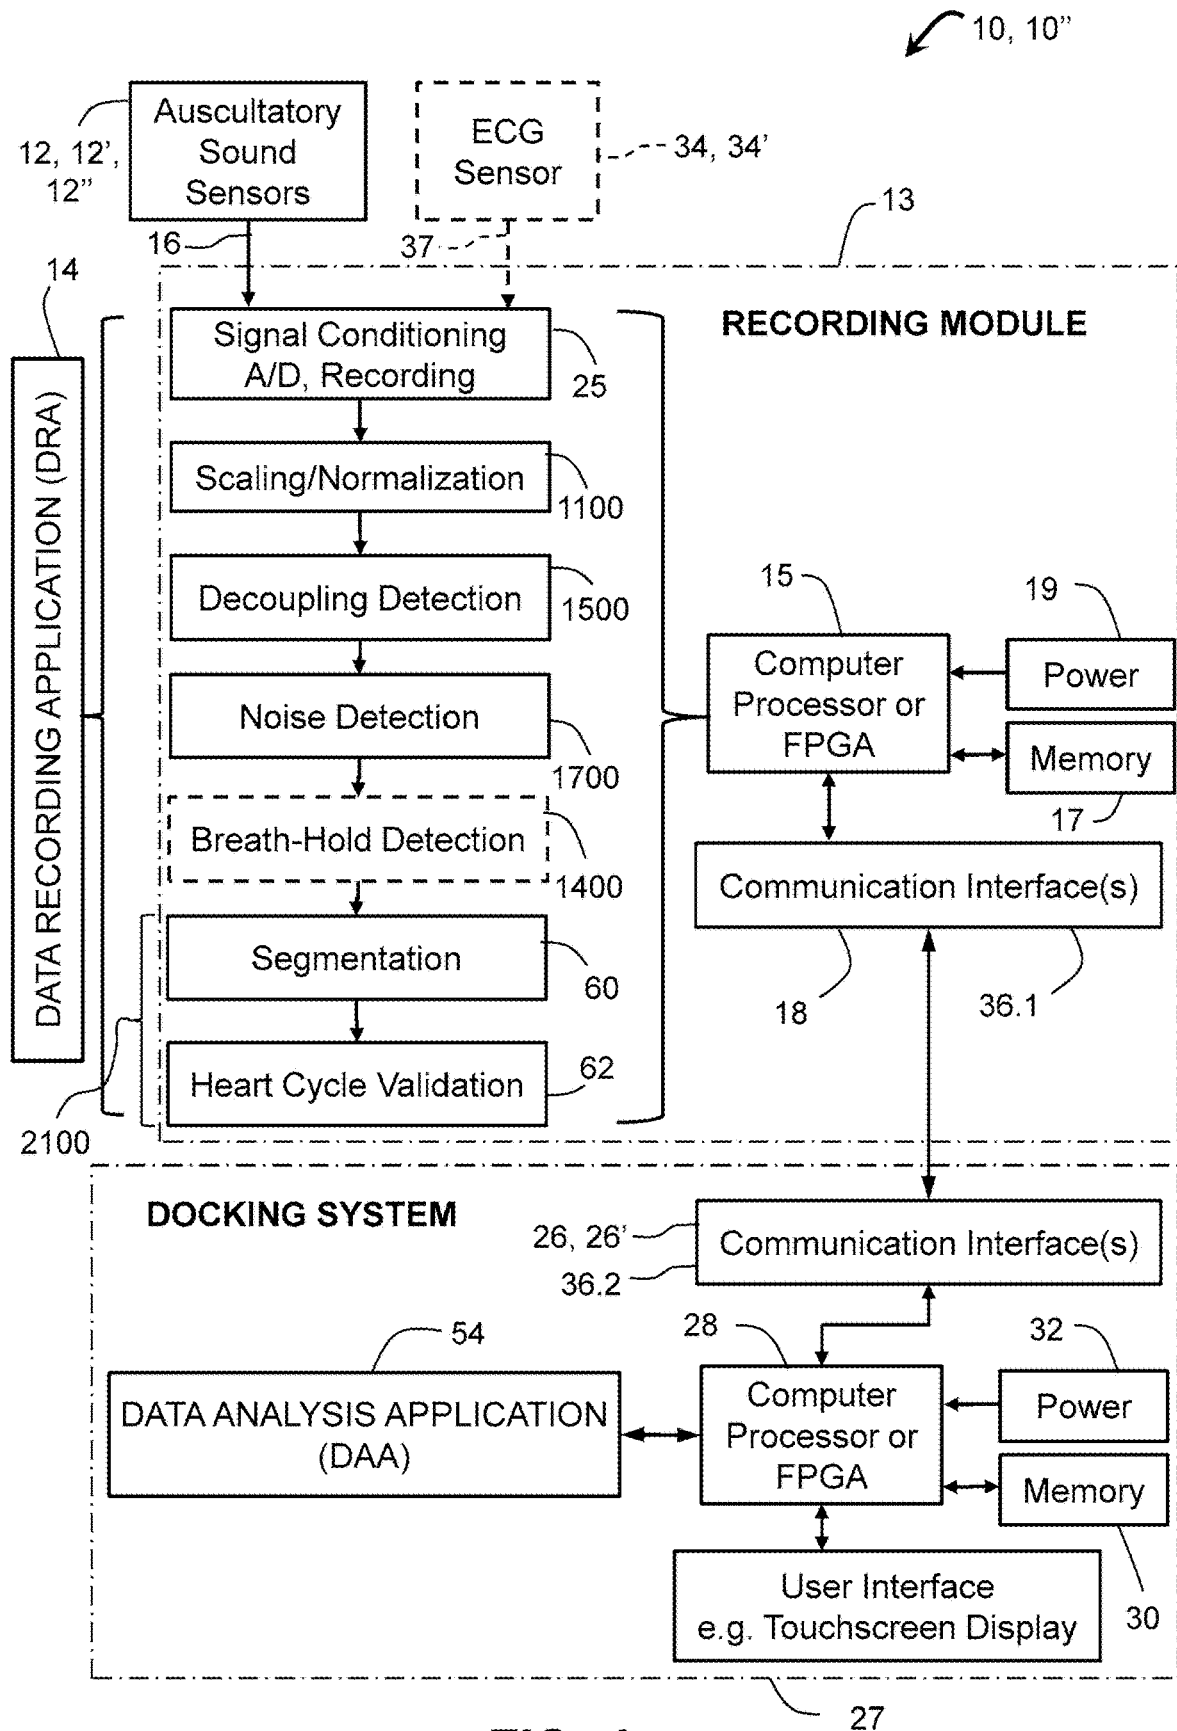 10, 10”
Auscultatory
Sound
Sensors
12, 12’,
12”
ECG
Sensor
34, 34’
16
37
13
14
DATA RECORDING APPLICATION (DRA)
RECORDING MODULE
Signal Conditioning
A/D, Recording
25
Scaling/Normalization
1100
Decoupling Detection
1500
Noise Detection
1700
Breath-Hold Detection
1400
Segmentation
60
Heart Cycle Validation
62
2100
15
Computer
Processor or
FPGA
19
Power
Memory
17
Communication Interface(s)
18
36.1
DOCKING SYSTEM
26, 26’
36.2
Communication Interface(s)
54
DATA ANALYSIS APPLICATION
(DAA)
28
Computer
Processor or
FPGA
32
Power
Memory
30
User Interface
e.g. Touchscreen Display
27